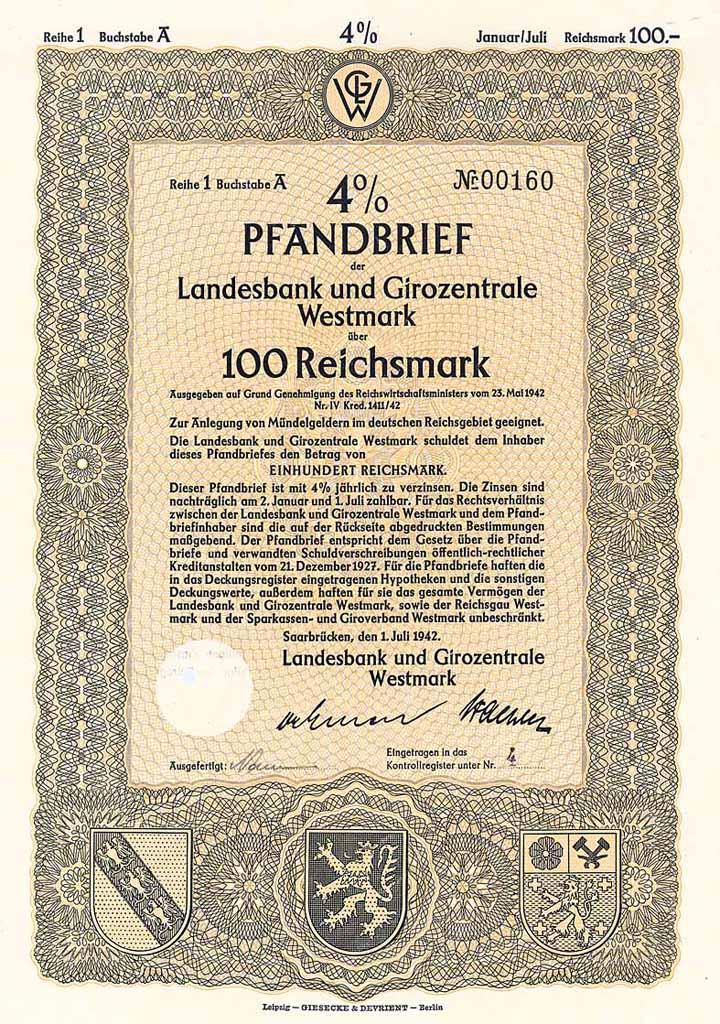 Reihe 1 Buchstabe A 4% Januar/Juli Reichsmark 100.–
GLW
Reihe 1 Buchstabe A № 00160
4%
PFANDBRIEF
der
Landesbank und Girozentrale
Westmark
über
100 Reichsmark
Ausgegeben auf Grund Genehmigung des Reichswirtschaftsministers vom 23. Mai 1942
Nr. IV Kred. 1411/42
Zur Anlegung von Mündelgeldern im deutschen Reichsgebiet geeignet.
Die Landesbank und Girozentrale Westmark schuldet dem Inhaber
dieses Pfandbriefes den Betrag von
EINHUNDERT REICHSMARK.
Dieser Pfandbrief ist mit 4% jährlich zu verzinsen. Die Zinsen sind
nachträglich am 2. Januar und 1. Juli zahlbar. Für das Rechtsverhältnis
zwischen der Landesbank und Girozentrale Westmark und dem Pfand-
briefinhaber sind die auf der Rückseite abgedruckten Bestimmungen
maßgebend. Der Pfandbrief entspricht dem Gesetz über die Pfand-
briefe und verwandten Schuldverschreibungen öffentlich-rechtlicher
Kreditanstalten vom 21. Dezember 1927. Für die Pfandbriefe haften die
in das Deckungsregister eingetragenen Hypotheken und die sonstigen
Deckungswerte, außerdem haften für sie das gesamte Vermögen der
Landesbank und Girozentrale Westmark, sowie der Reichsgau West-
mark und der Sparkassen- und Giroverband Westmark unbeschränkt.
Saarbrücken, den 1. Juli 1942.
Landesbank und Girozentrale
Westmark
Ausgefertigt:
Eingetragen in das
Kontrollregister unter Nr. 4
Leipzig — GIESECKE & DEVRIENT — Berlin